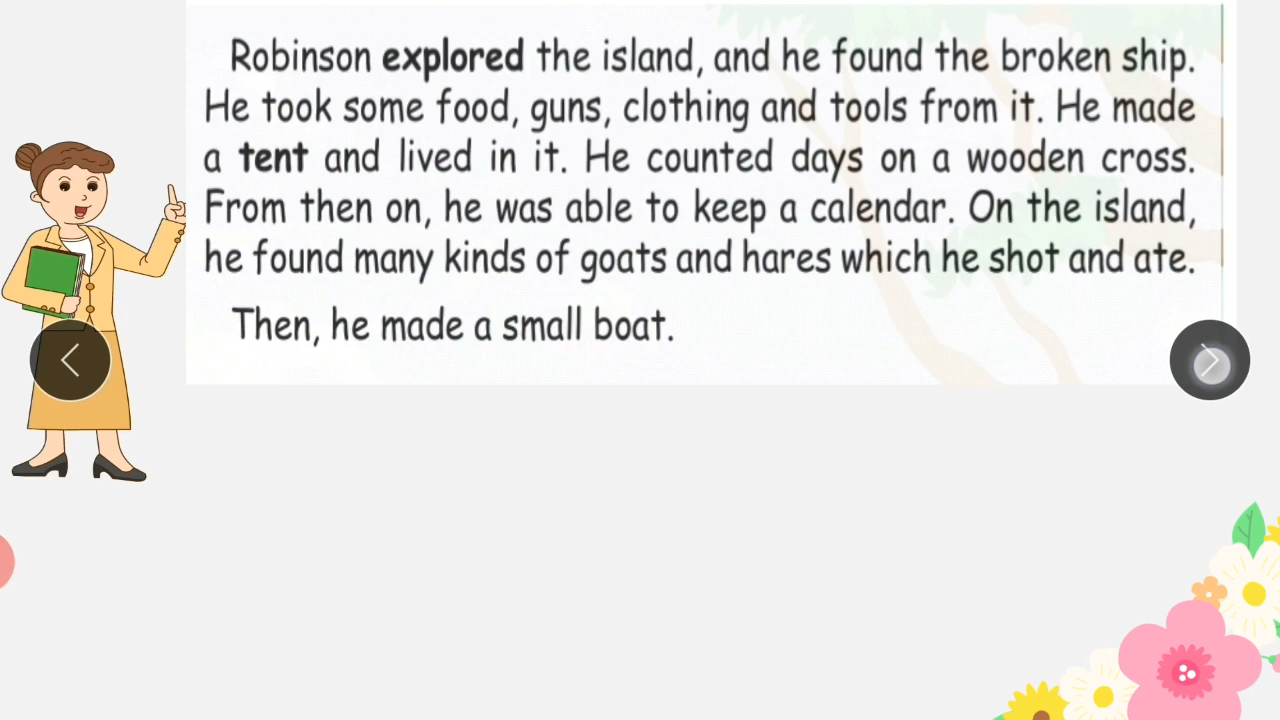 Robinson explored the island, and he found the broken ship.
He took some food, guns, clothing and tools from it. He made
a tent and lived in it. He counted days on a wooden cross.
From then on, he was able to keep a calendar. On the island,
he found many kinds of goats and hares which he shot and ate.
Then, he made a small boat.